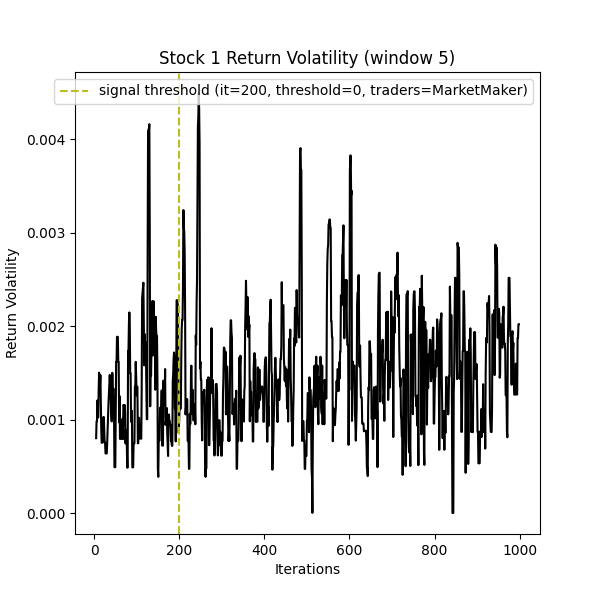 Stock 1 Return Volatility (window 5)
signal threshold (it=200, threshold=0, traders=MarketMaker)
0.004
0.003
0.002
0.001
0.000
Return Volatility
0 200 400 600 800 1000
Iterations